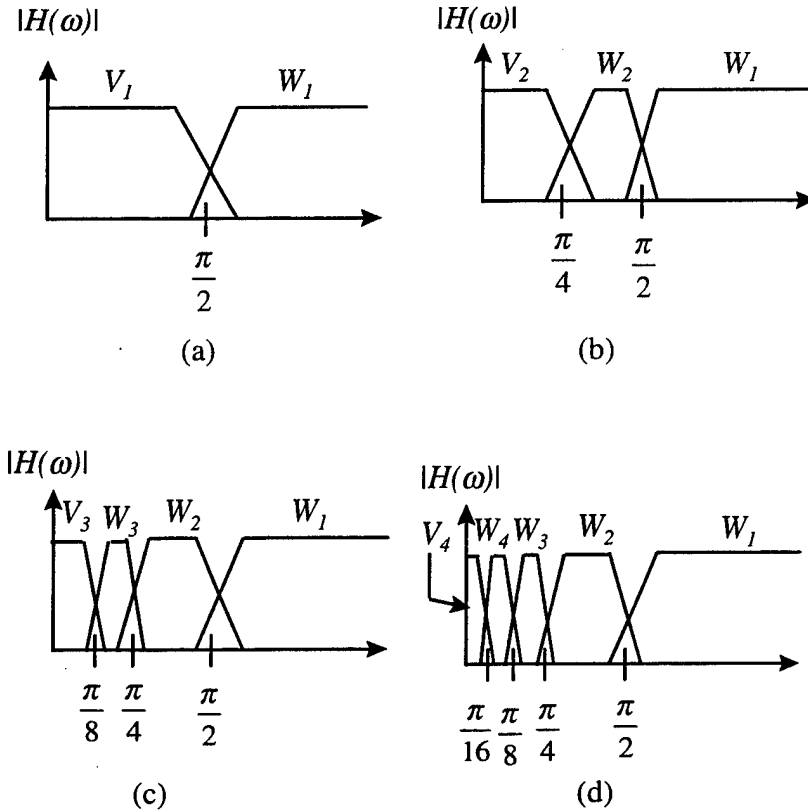 |H(ω)|
V₁ W₁
π/2
(a)
|H(ω)|
V₂ W₂ W₁
π/4 π/2
(b)
|H(ω)|
V₃ W₃ W₂ W₁
π/8 π/4 π/2
(c)
|H(ω)|
V₄ W₄ W₃ W₂ W₁
π/16 π/8 π/4 π/2
(d)